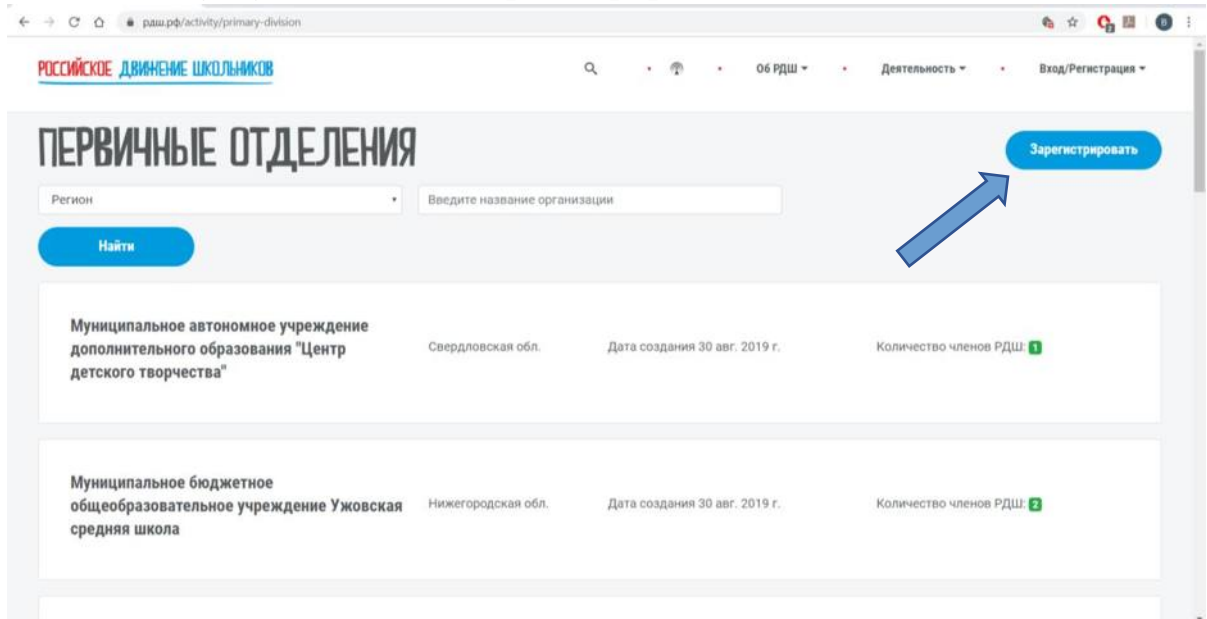 рдш.рф/activity/primary-division
РОССИЙСКОЕ ДВИЖЕНИЕ ШКОЛЬНИКОВ
Об РДШ
Деятельность
Вход/Регистрация
ПЕРВИЧНЫЕ ОТДЕЛЕНИЯ
Зарегистрировать
Регион
Введите название организации
Найти
Муниципальное автономное учреждение
дополнительного образования "Центр
детского творчества"
Свердловская обл.
Дата создания 30 авг. 2019 г.
Количество членов РДШ: 1
Муниципальное бюджетное
общеобразовательное учреждение Ужовская
средняя школа
Нижегородская обл.
Дата создания 30 авг. 2019 г.
Количество членов РДШ: 2